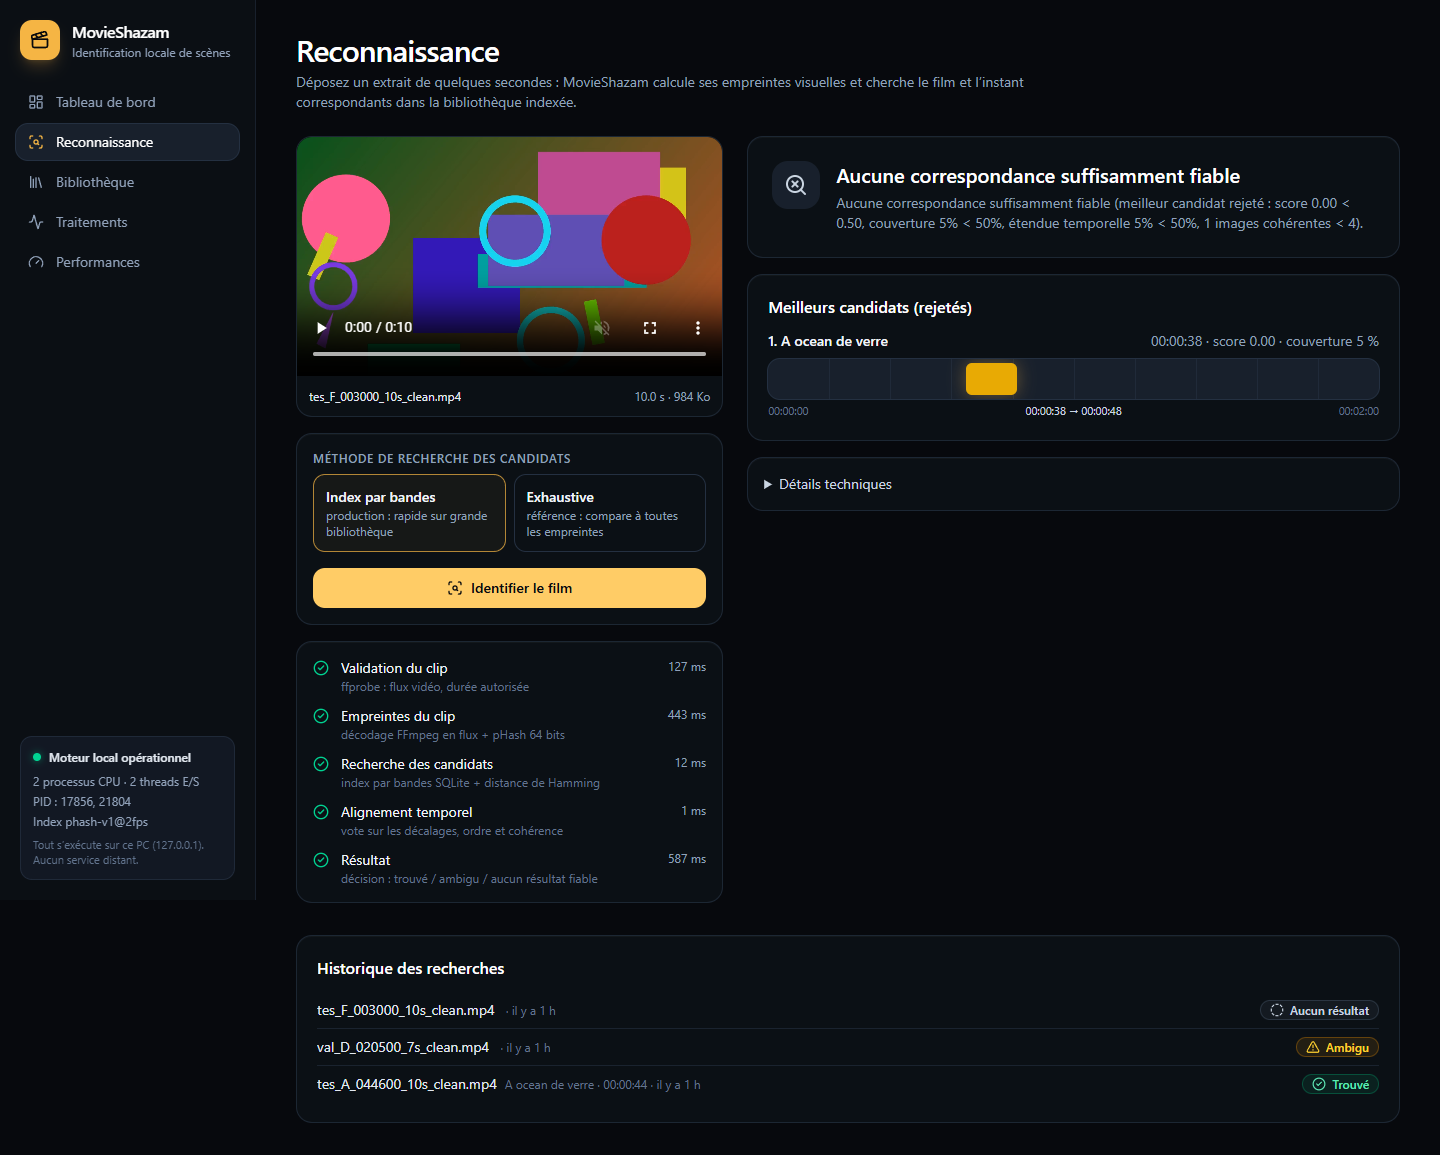 MovieShazam
Identification locale de scènes
Tableau de bord
Reconnaissance
Bibliothèque
Traitements
Performances
Moteur local opérationnel
2 processus CPU · 2 threads E/S
PID : 17856, 21804
Index phash-v1@2fps
Tout s'exécute sur ce PC (127.0.0.1).
Aucun service distant.
Reconnaissance
Déposez un extrait de quelques secondes : MovieShazam calcule ses empreintes visuelles et cherche le film et l'instant
correspondants dans la bibliothèque indexée.
0:00 / 0:10
tes_F_003000_10s_clean.mp4
10.0 s · 984 Ko
MÉTHODE DE RECHERCHE DES CANDIDATS
Index par bandes
production : rapide sur grande
bibliothèque
Exhaustive
référence : compare à toutes
les empreintes
Identifier le film
Validation du clip
127 ms
ffprobe : flux vidéo, durée autorisée
Empreintes du clip
443 ms
décodage FFmpeg en flux + pHash 64 bits
Recherche des candidats
12 ms
index par bandes SQLite + distance de Hamming
Alignement temporel
1 ms
vote sur les décalages, ordre et cohérence
Résultat
587 ms
décision : trouvé / ambigu / aucun résultat fiable
Aucune correspondance suffisamment fiable
Aucune correspondance suffisamment fiable (meilleur candidat rejeté : score 0.00 <
0.50, couverture 5% < 50%, étendue temporelle 5% < 50%, 1 images cohérentes < 4).
Meilleurs candidats (rejetés)
1. A ocean de verre
00:00:38 · score 0.00 · couverture 5 %
00:00:00
00:00:38 → 00:00:48
00:02:00
Détails techniques
Historique des recherches
tes_F_003000_10s_clean.mp4 · il y a 1 h
Aucun résultat
val_D_020500_7s_clean.mp4 · il y a 1 h
Ambigu
tes_A_044600_10s_clean.mp4 A ocean de verre · 00:00:44 · il y a 1 h
Trouvé